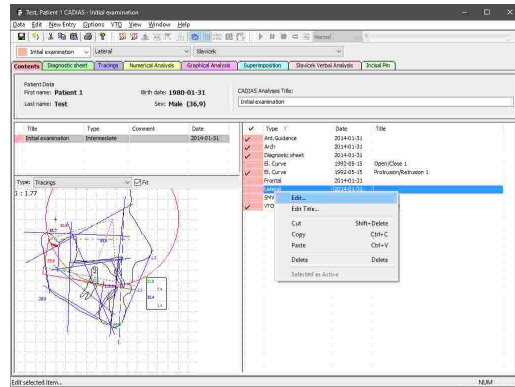 Test, Patient 1 CADIAS - Initial examination
Data Edit New Entry Options VTO View Window Help
Normal
Initial examination Lateral Slavicek
Contents Diagnostic sheet Tracings Numerical Analysis Graphical Analysis Superimposition Slavicek Verbal Analysis Incisal Pin
Patient Data
First name: Patient 1 Birth date: 1980-01-31
Last name: Test Sex: Male (36,9)
CADIAS Analyses Title:
Initial examination
Title Type Comment Date
Initial examination Intermediate 2014-01-31
Type: Tracings Fit
1 : 1.77
Type Date Title
Ant.Guidance 2014-01-31
Arch 2014-01-31
Diagnostic sheet 2014-01-31
El. Curve 1992-05-15 Open/Close 1
El. Curve 1992-05-15 Protrusion/Retrusion 1
Frontal 2014-01-31
Lateral 2014-01-31
SMV
VTO
Edit...
Edit Title...
Cut Shift+Delete
Copy Ctrl+C
Paste Ctrl+V
Delete Delete
Selected as Active
Edit selected item...
NUM